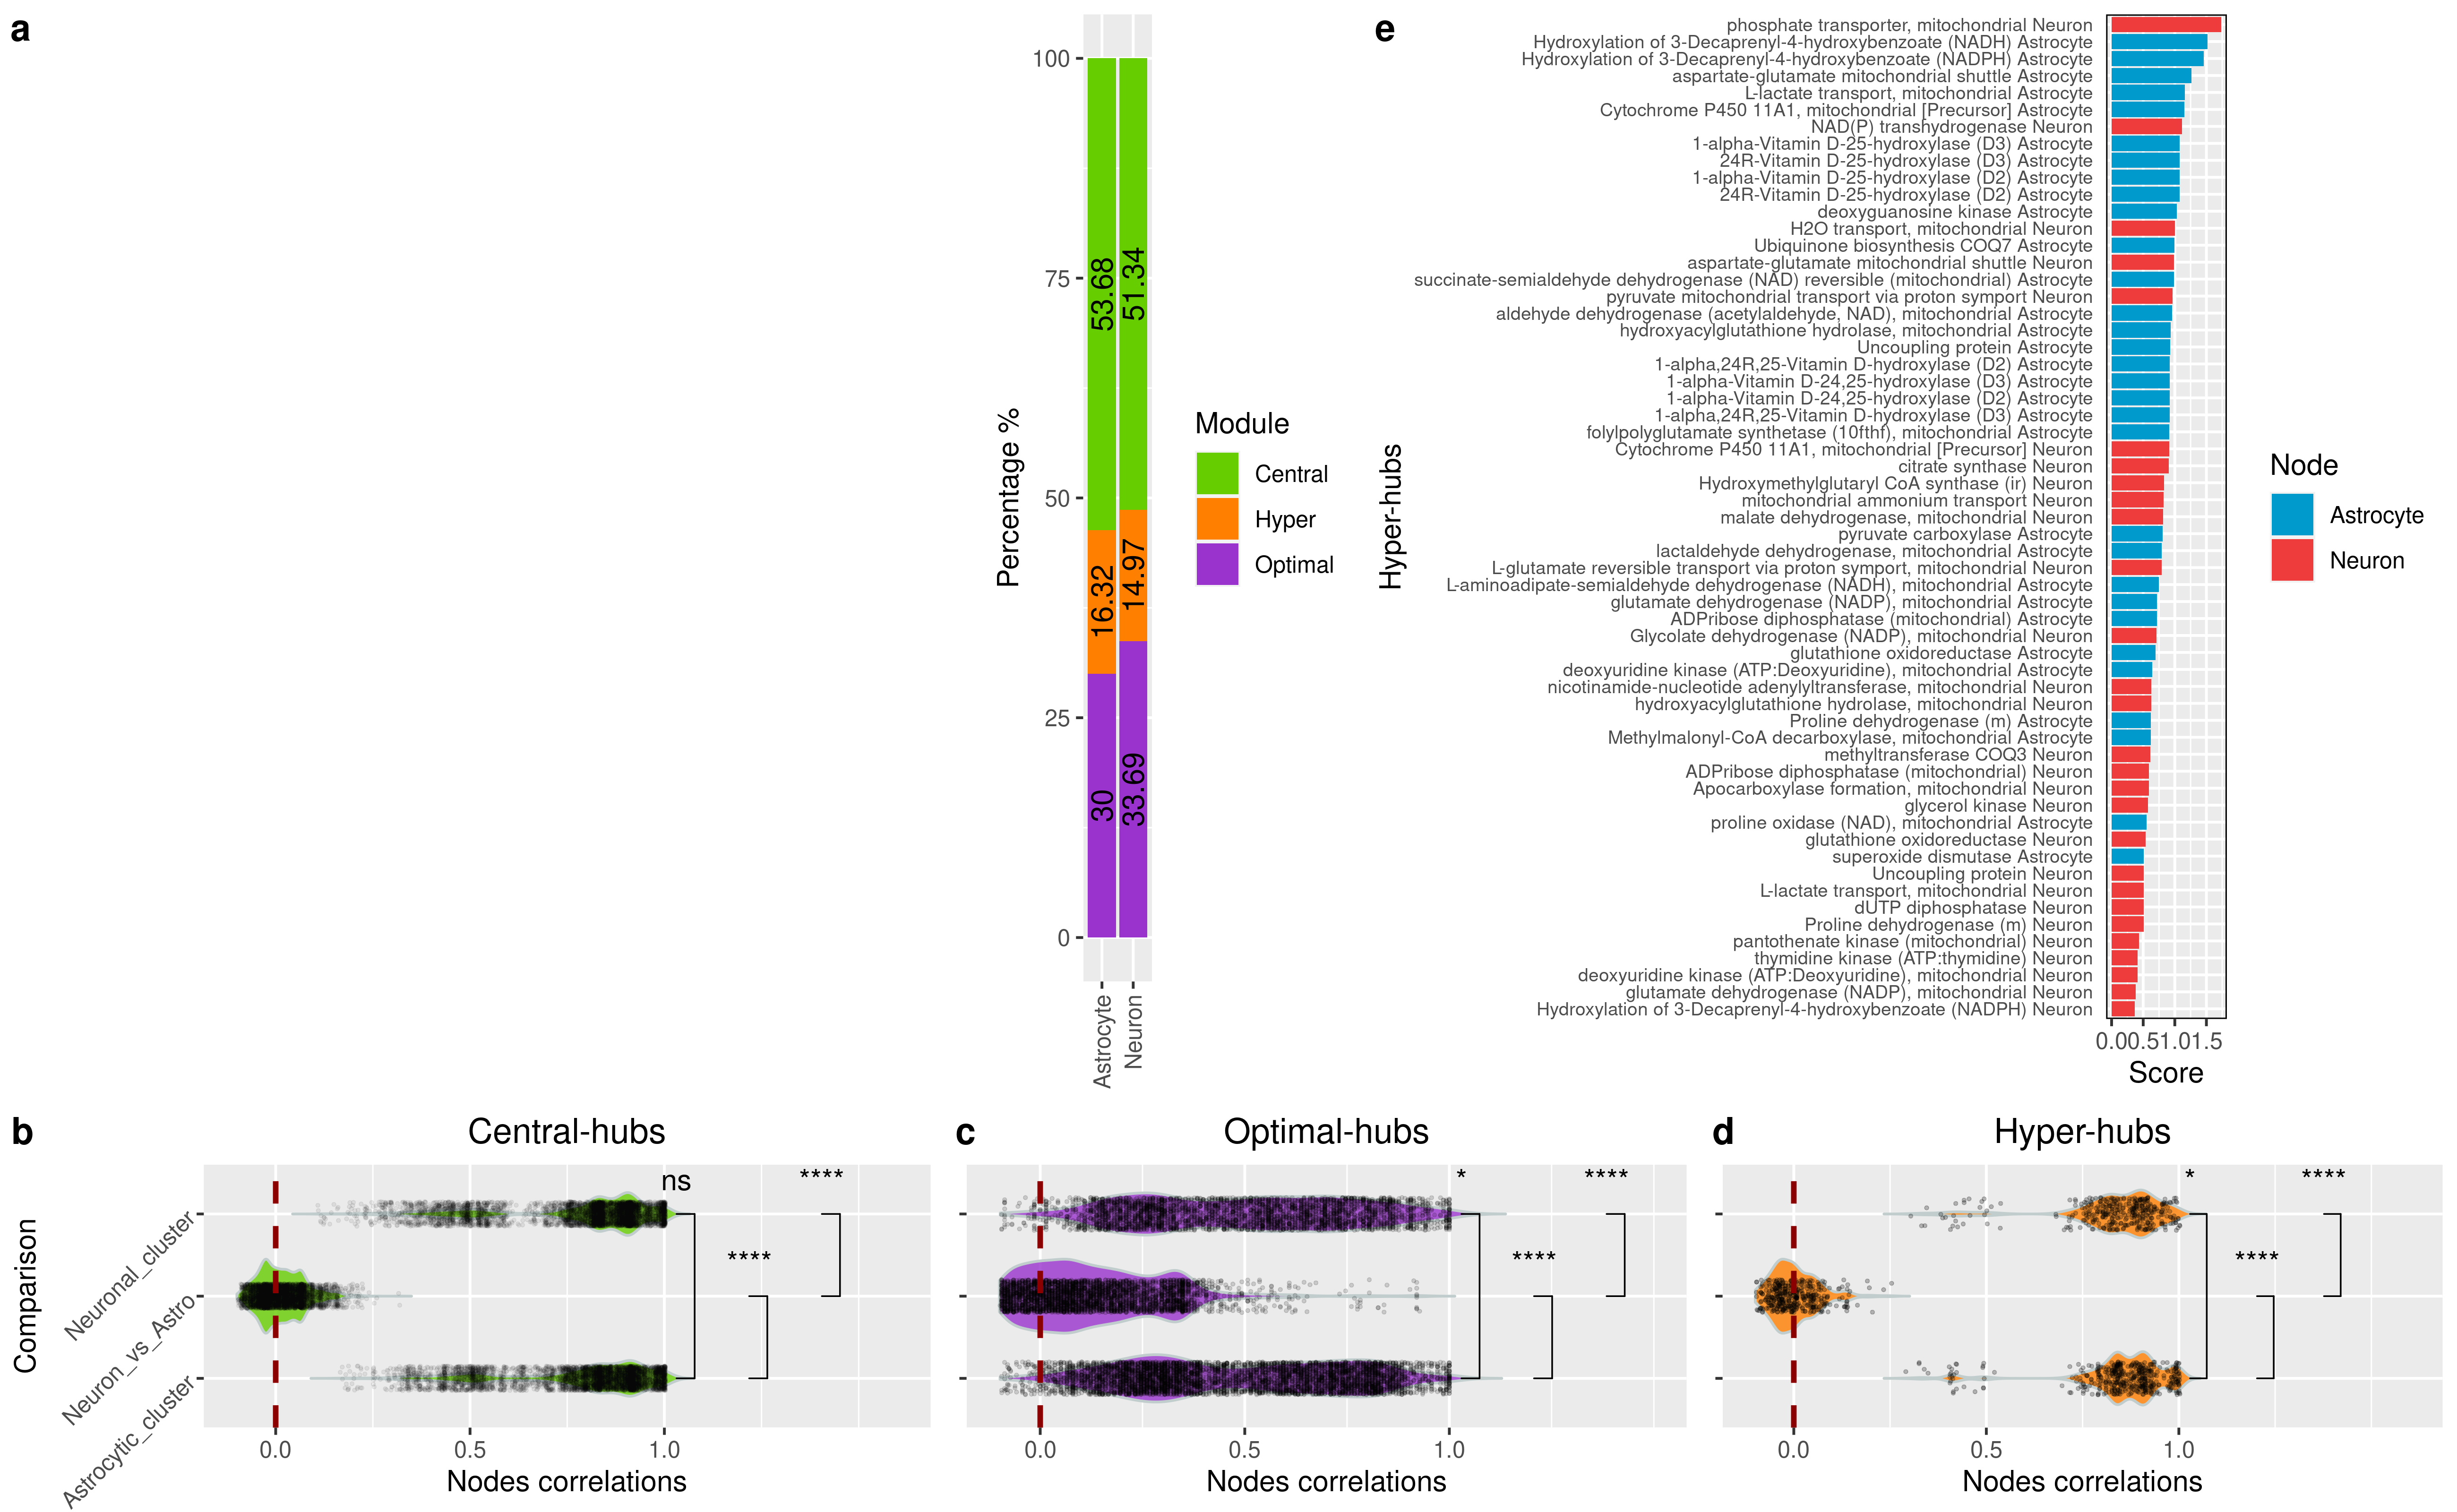 a
100
75
50
25
0
Percentage %
53.68
51.34
16.32
14.97
30
33.69
Astrocyte
Neuron
Module
Central
Hyper
Optimal
e
Hyper-hubs
phosphate transporter, mitochondrial Neuron
Hydroxylation of 3-Decaprenyl-4-hydroxybenzoate (NADH) Astrocyte
Hydroxylation of 3-Decaprenyl-4-hydroxybenzoate (NADPH) Astrocyte
aspartate-glutamate mitochondrial shuttle Astrocyte
L-lactate transport, mitochondrial Astrocyte
Cytochrome P450 11A1, mitochondrial [Precursor] Astrocyte
NAD(P) transhydrogenase Neuron
1-alpha-Vitamin D-25-hydroxylase (D3) Astrocyte
24R-Vitamin D-25-hydroxylase (D3) Astrocyte
1-alpha-Vitamin D-25-hydroxylase (D2) Astrocyte
24R-Vitamin D-25-hydroxylase (D2) Astrocyte
deoxyguanosine kinase Astrocyte
H2O transport, mitochondrial Neuron
Ubiquinone biosynthesis COQ7 Astrocyte
aspartate-glutamate mitochondrial shuttle Neuron
succinate-semialdehyde dehydrogenase (NAD) reversible (mitochondrial) Astrocyte
pyruvate mitochondrial transport via proton symport Neuron
aldehyde dehydrogenase (acetylaldehyde, NAD), mitochondrial Astrocyte
hydroxyacylglutathione hydrolase, mitochondrial Astrocyte
Uncoupling protein Astrocyte
1-alpha,24R,25-Vitamin D-hydroxylase (D2) Astrocyte
1-alpha-Vitamin D-24,25-hydroxylase (D3) Astrocyte
1-alpha-Vitamin D-24,25-hydroxylase (D2) Astrocyte
1-alpha,24R,25-Vitamin D-hydroxylase (D3) Astrocyte
folylpolyglutamate synthetase (10fthf), mitochondrial Astrocyte
Cytochrome P450 11A1, mitochondrial [Precursor] Neuron
citrate synthase Neuron
Hydroxymethylglutaryl CoA synthase (ir) Neuron
mitochondrial ammonium transport Neuron
malate dehydrogenase, mitochondrial Neuron
pyruvate carboxylase Astrocyte
lactaldehyde dehydrogenase, mitochondrial Astrocyte
L-glutamate reversible transport via proton symport, mitochondrial Neuron
L-aminoadipate-semialdehyde dehydrogenase (NADH), mitochondrial Astrocyte
glutamate dehydrogenase (NADP), mitochondrial Astrocyte
ADPribose diphosphatase (mitochondrial) Astrocyte
Glycolate dehydrogenase (NADP), mitochondrial Neuron
glutathione oxidoreductase Astrocyte
deoxyuridine kinase (ATP:Deoxyuridine), mitochondrial Astrocyte
nicotinamide-nucleotide adenylyltransferase, mitochondrial Neuron
hydroxyacylglutathione hydrolase, mitochondrial Neuron
Proline dehydrogenase (m) Astrocyte
Methylmalonyl-CoA decarboxylase, mitochondrial Astrocyte
methyltransferase COQ3 Neuron
ADPribose diphosphatase (mitochondrial) Neuron
Apocarboxylase formation, mitochondrial Neuron
glycerol kinase Neuron
proline oxidase (NAD), mitochondrial Astrocyte
glutathione oxidoreductase Neuron
superoxide dismutase Astrocyte
Uncoupling protein Neuron
L-lactate transport, mitochondrial Neuron
dUTP diphosphatase Neuron
Proline dehydrogenase (m) Neuron
pantothenate kinase (mitochondrial) Neuron
thymidine kinase (ATP:thymidine) Neuron
deoxyuridine kinase (ATP:Deoxyuridine), mitochondrial Neuron
glutamate dehydrogenase (NADP), mitochondrial Neuron
Hydroxylation of 3-Decaprenyl-4-hydroxybenzoate (NADPH) Neuron
0.00.51.01.5
Score
Node
Astrocyte
Neuron
b
Central-hubs
Comparison
Neuronal_cluster
Neuron_vs_Astro
Astrocytic_cluster
ns
****
****
0.0 0.5 1.0
Nodes correlations
c
Optimal-hubs
*
****
****
0.0 0.5 1.0
Nodes correlations
d
Hyper-hubs
*
****
****
0.0 0.5 1.0
Nodes correlations